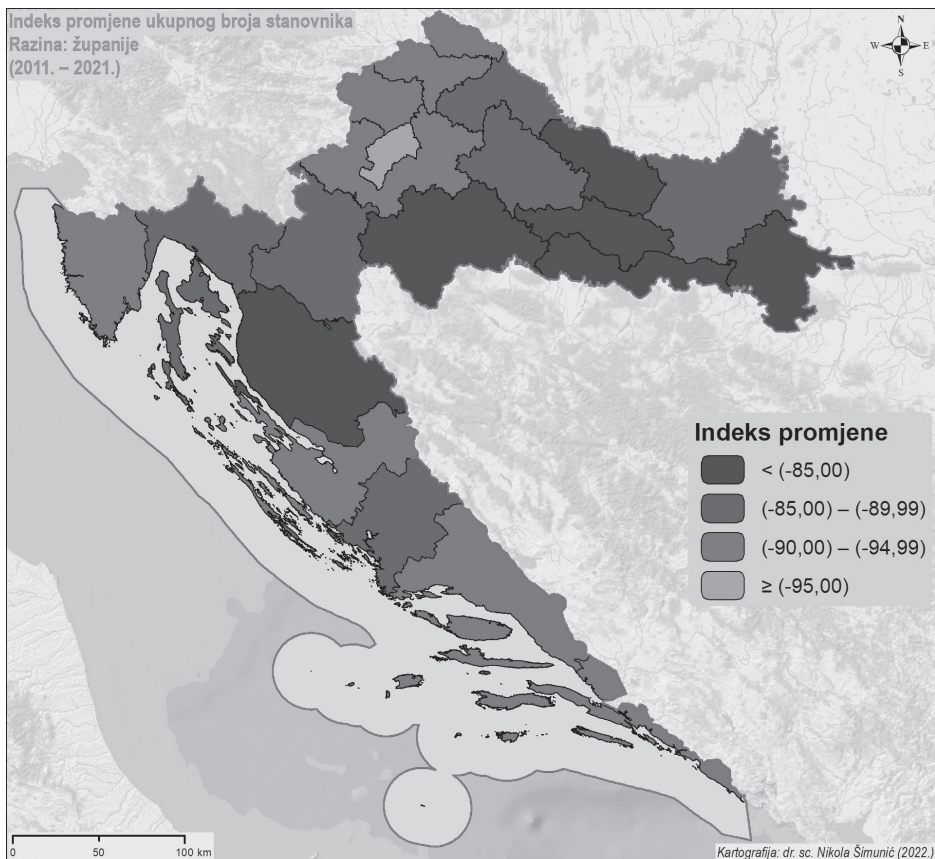 Indeks promjene ukupnog broja stanovnika
Razina: županije
(2011. – 2021.)
N
W E
S
Indeks promjene
< (-85,00)
(-85,00) – (-89,99)
(-90,00) – (-94,99)
≥ (-95,00)
0 50 100 km
Kartografija: dr. sc. Nikola Šimunić (2022.)